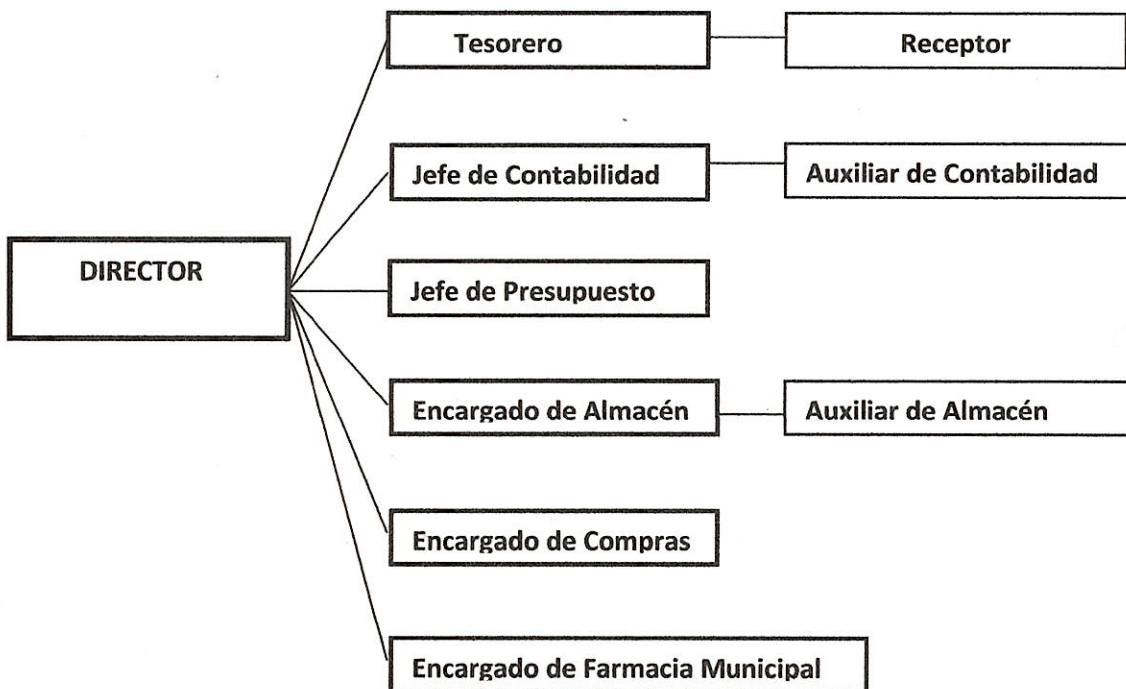 Tesorero
Receptor
Jefe de Contabilidad
Auxiliar de Contabilidad
DIRECTOR
Jefe de Presupuesto
Encargado de Almacén
Auxiliar de Almacén
Encargado de Compras
Encargado de Farmacia Municipal